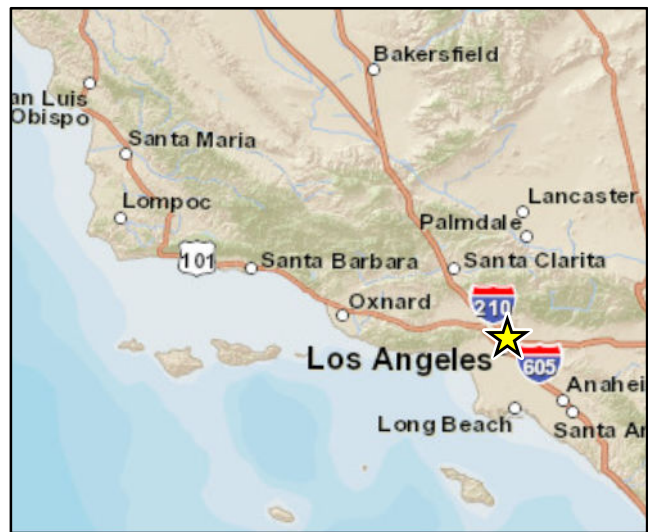 Bakersfield
an Luis
Obispo
Santa Maria
Lancaster
Lompoc
Palmdale
101
Santa Barbara
Santa Clarita
210
Oxnard
Los Angeles
605
Anahei
Long Beach
Santa An